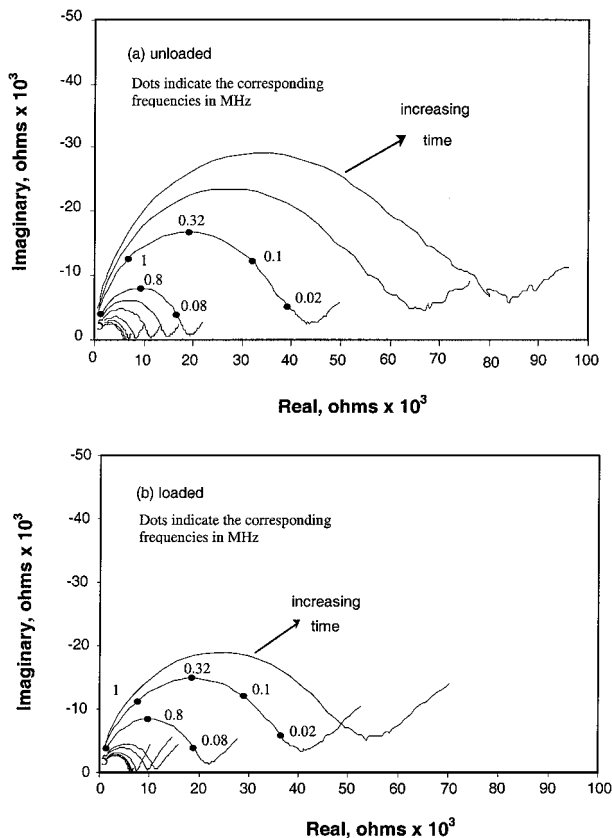 -50
(a) unloaded
-40
Dots indicate the corresponding
frequencies in MHz
increasing
time
-30
0.32
-20
1
0.1
-10
0.8
0.08
0.02
0
0 10 20 30 40 50 60 70 80 90 100
Imaginary, ohms x 10³
Real, ohms x 10³
-50
(b) loaded
-40
Dots indicate the corresponding
frequencies in MHz
-30
increasing
time
-20
1
0.32
0.1
-10
0.8
0.08
0.02
0
0 10 20 30 40 50 60 70 80 90 100
Imaginary, ohms x 10³
Real, ohms x 10³